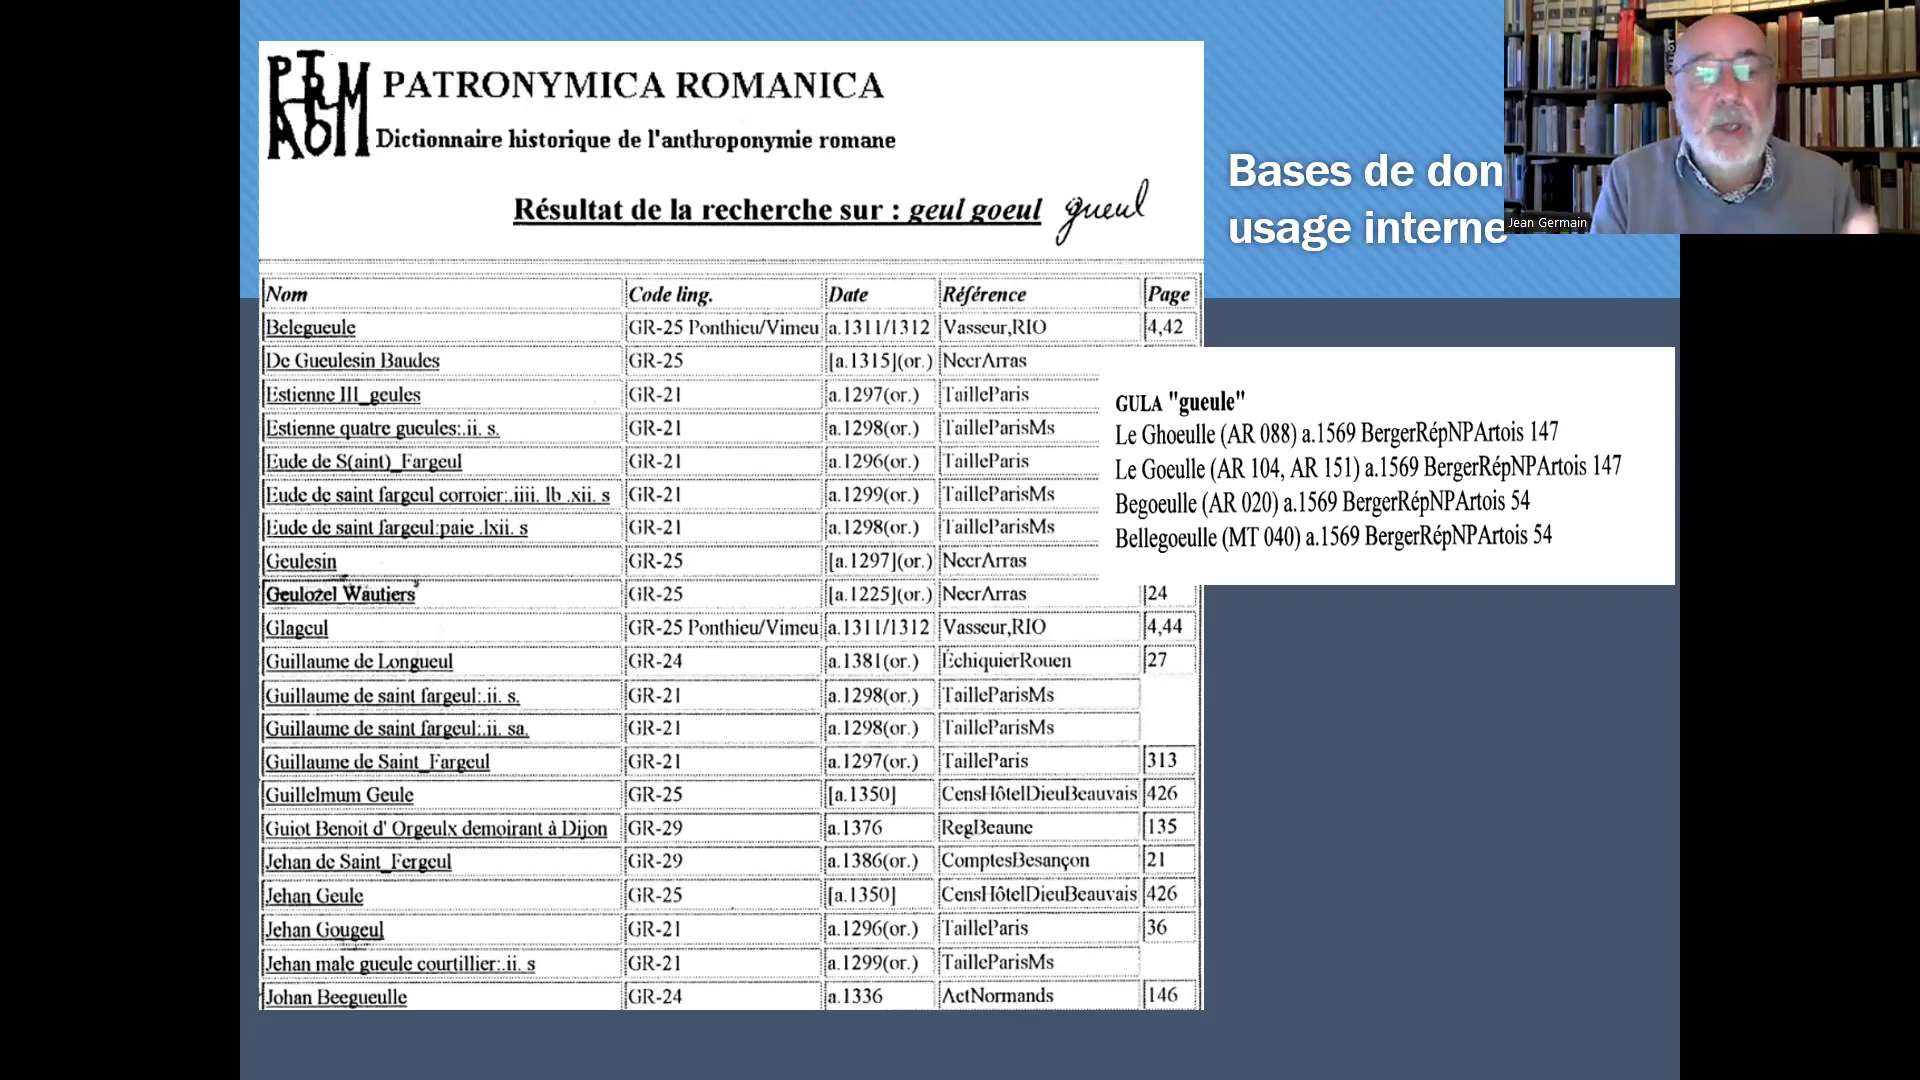 PATRONYMICA ROMANICA
Dictionnaire historique de l'anthroponymie romane
Résultat de la recherche sur : geul goeul gueul
Nom Code ling. Date Référence Page
Belegueule GR-25 Ponthieu/Vimeu a.1311/1312 Vasseur,RIO 4,42
De Gueulesin Baudes GR-25 [a.1315](or.) NecrArras
Estienne III_geules GR-21 a.1297(or.) TailleParis
Estienne quatre gueules:.ii. s. GR-21 a.1298(or.) TailleParisMs
Eude de S(aint)_Fargeul GR-21 a.1296(or.) TailleParis
Eude de saint fargeul corroier:.iiii. lb .xii. s GR-21 a.1299(or.) TailleParisMs
Eude de saint fargeul:paie .lxii. s GR-21 a.1298(or.) TailleParisMs
Geulesin GR-25 [a.1297](or.) NecrArras
Geulozel Wautiers GR-25 [a.1225](or.) NecrArras 24
Glageul GR-25 Ponthieu/Vimeu a.1311/1312 Vasseur,RIO 4,44
Guillaume de Longueul GR-24 a.1381(or.) ÉchiquierRouen 27
Guillaume de saint fargeul:.ii. s. GR-21 a.1298(or.) TailleParisMs
Guillaume de saint fargeul:.ii. sa. GR-21 a.1298(or.) TailleParisMs
Guillaume de Saint_Fargeul GR-21 a.1297(or.) TailleParis 313
Guillelmum Geule GR-25 [a.1350] CensHôtelDieuBeauvais 426
Guiot Benoit d' Orgeulx demoirant à Dijon GR-29 a.1376 RegBeaune 135
Jehan de Saint_Fergeul GR-29 a.1386(or.) ComptesBesançon 21
Jehan Geule GR-25 [a.1350] CensHôtelDieuBeauvais 426
Jehan Gougeul GR-21 a.1296(or.) TailleParis 36
Jehan male gueule courtillier:.ii. s GR-21 a.1299(or.) TailleParisMs
Johan Beegueulle GR-24 a.1336 ActNormands 146
GULA "gueule"
Le Ghoeulle (AR 088) a.1569 BergerRépNPArtois 147
Le Goeulle (AR 104, AR 151) a.1569 BergerRépNPArtois 147
Begoeulle (AR 020) a.1569 BergerRépNPArtois 54
Bellegoeulle (MT 040) a.1569 BergerRépNPArtois 54
Bases de don
usage interne
Jean Germain